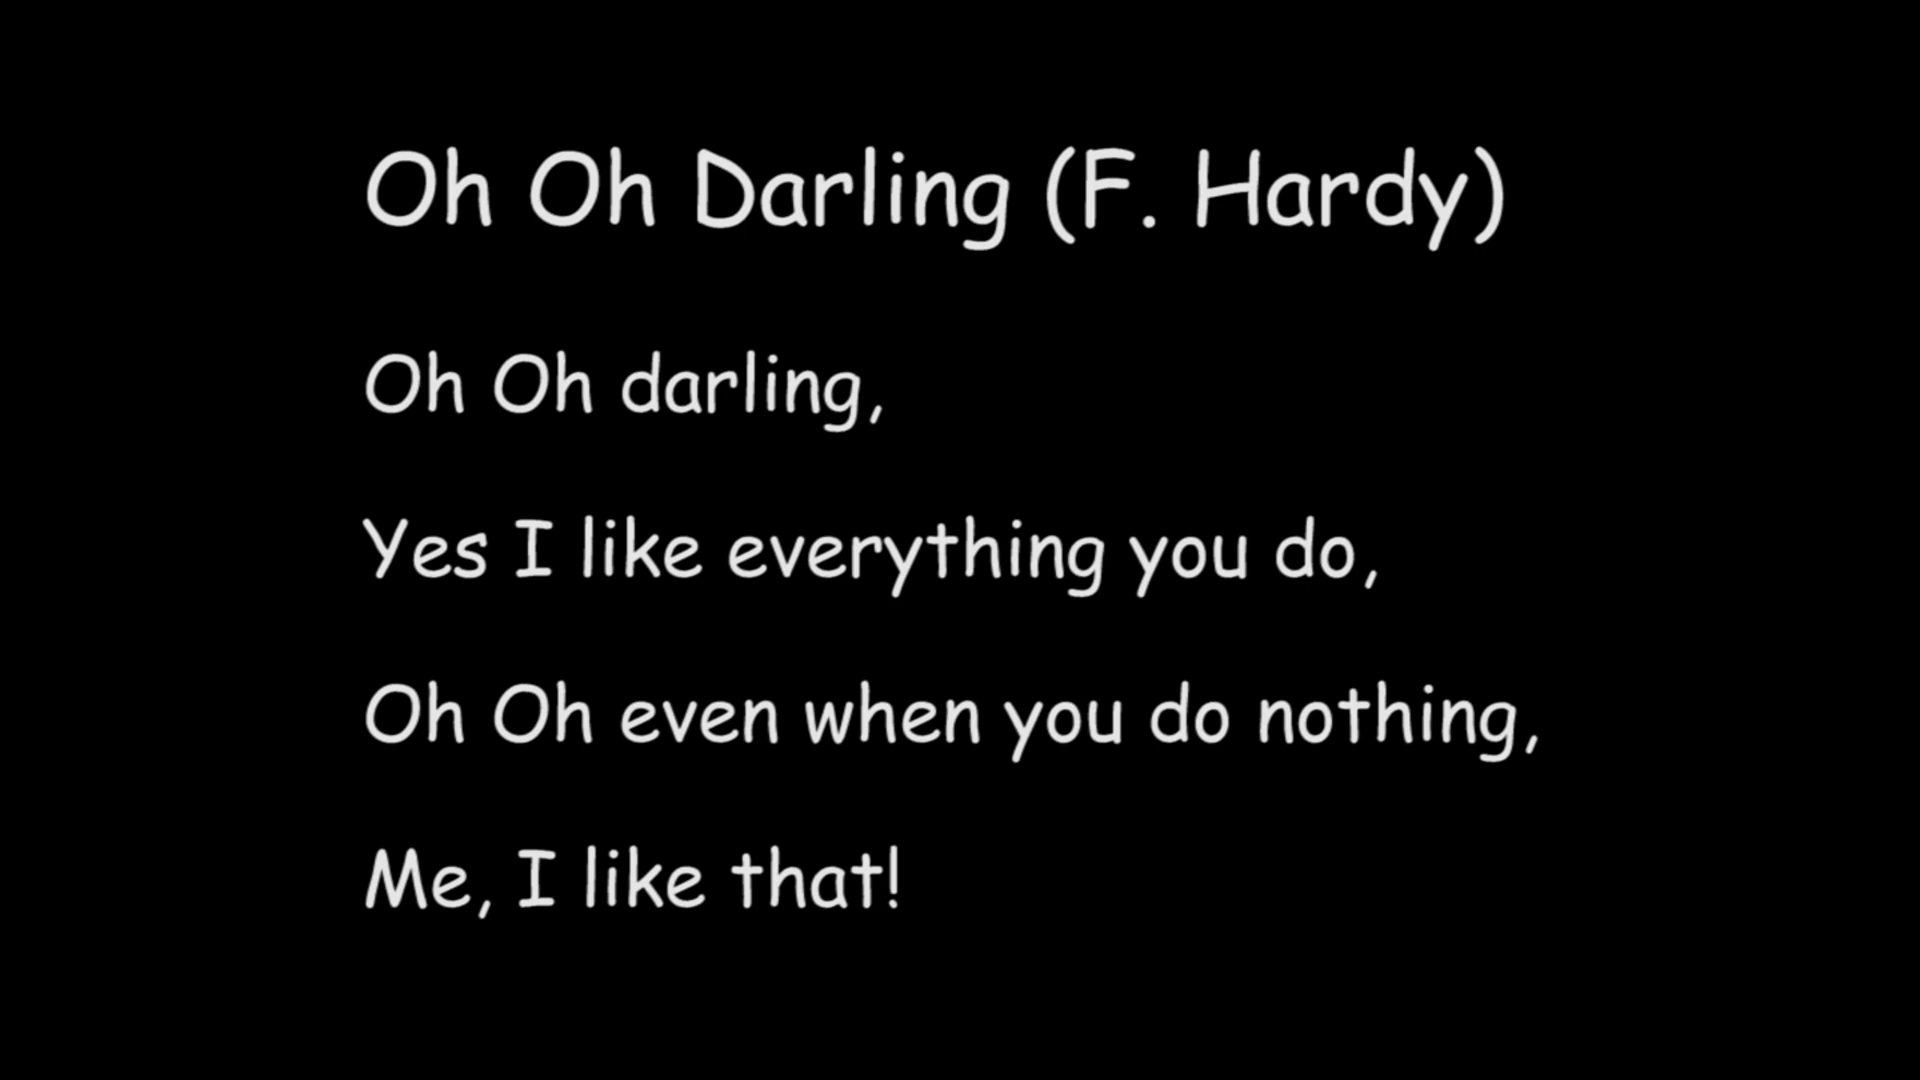 Oh Oh Darling (F. Hardy)
Oh Oh darling,
Yes I like everything you do,
Oh Oh even when you do nothing,
Me, I like that!